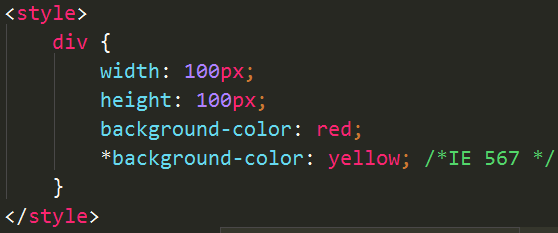 <style>
div {
width: 100px;
height: 100px;
background-color: red;
*background-color: yellow; /*IE 567 */
}
</style>